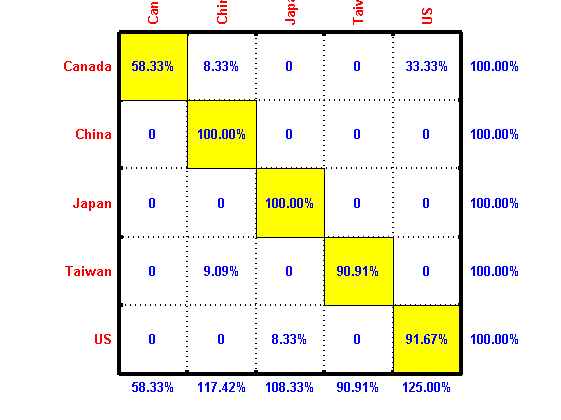 Can Chin Japa Taiw US
Canada 58.33% 8.33% 0 0 33.33% 100.00%
China 0 100.00% 0 0 0 100.00%
Japan 0 0 100.00% 0 0 100.00%
Taiwan 0 9.09% 0 90.91% 0 100.00%
US 0 0 8.33% 0 91.67% 100.00%
58.33% 117.42% 108.33% 90.91% 125.00%